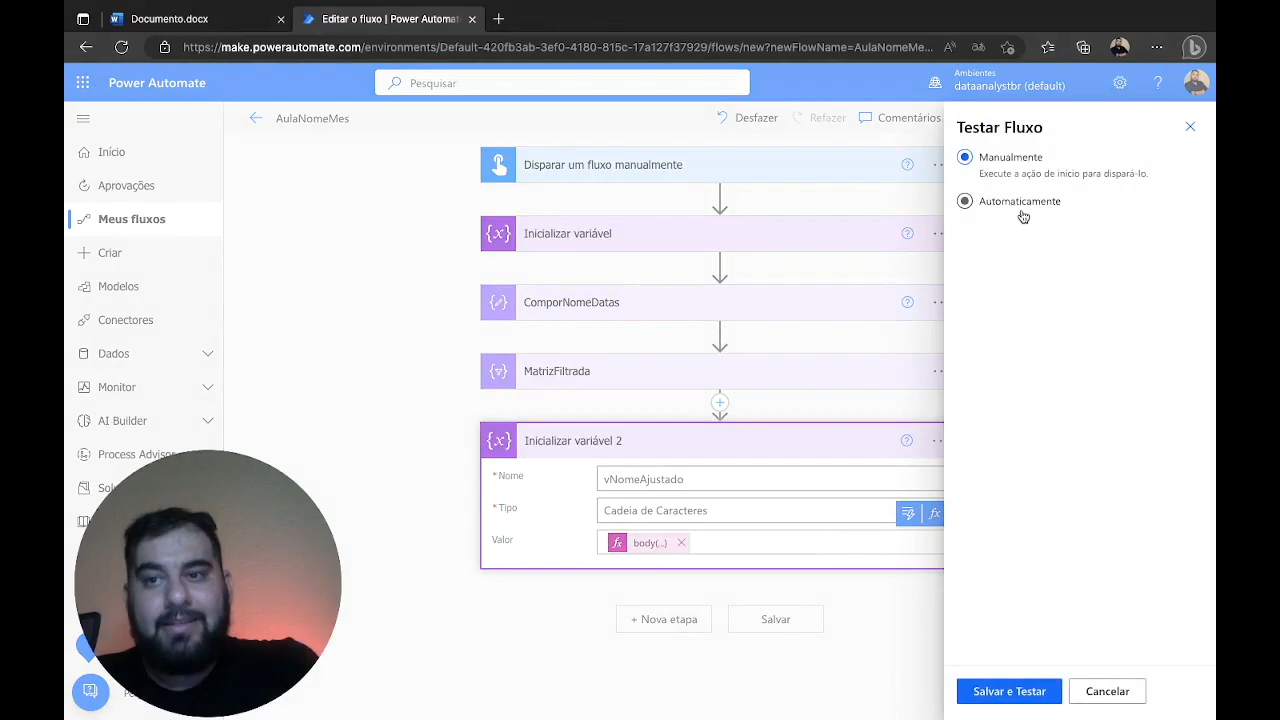 Documento.docx
Editar o fluxo | Power Automate
https://make.powerautomate.com/environments/Default-420fb3ab-3ef0-4180-815c-17a127f37929/flows/new?newFlowName=AulaNomeMe...
Power Automate
Pesquisar
Ambientes
dataanalystbr (default)
AulaNomeMes
Desfazer
Refazer
Comentários
Início
Aprovações
Meus fluxos
Criar
Modelos
Conectores
Dados
Monitor
AI Builder
Process Advisor
Disparar um fluxo manualmente
Inicializar variável
ComporNomeDatas
MatrizFiltrada
Inicializar variável 2
* Nome
vNomeAjustado
* Tipo
Cadeia de Caracteres
fx
Valor
fx body(...)
+ Nova etapa
Salvar
Testar Fluxo
Manualmente
Execute a ação de início para dispará-lo.
Automaticamente
Salvar e Testar
Cancelar